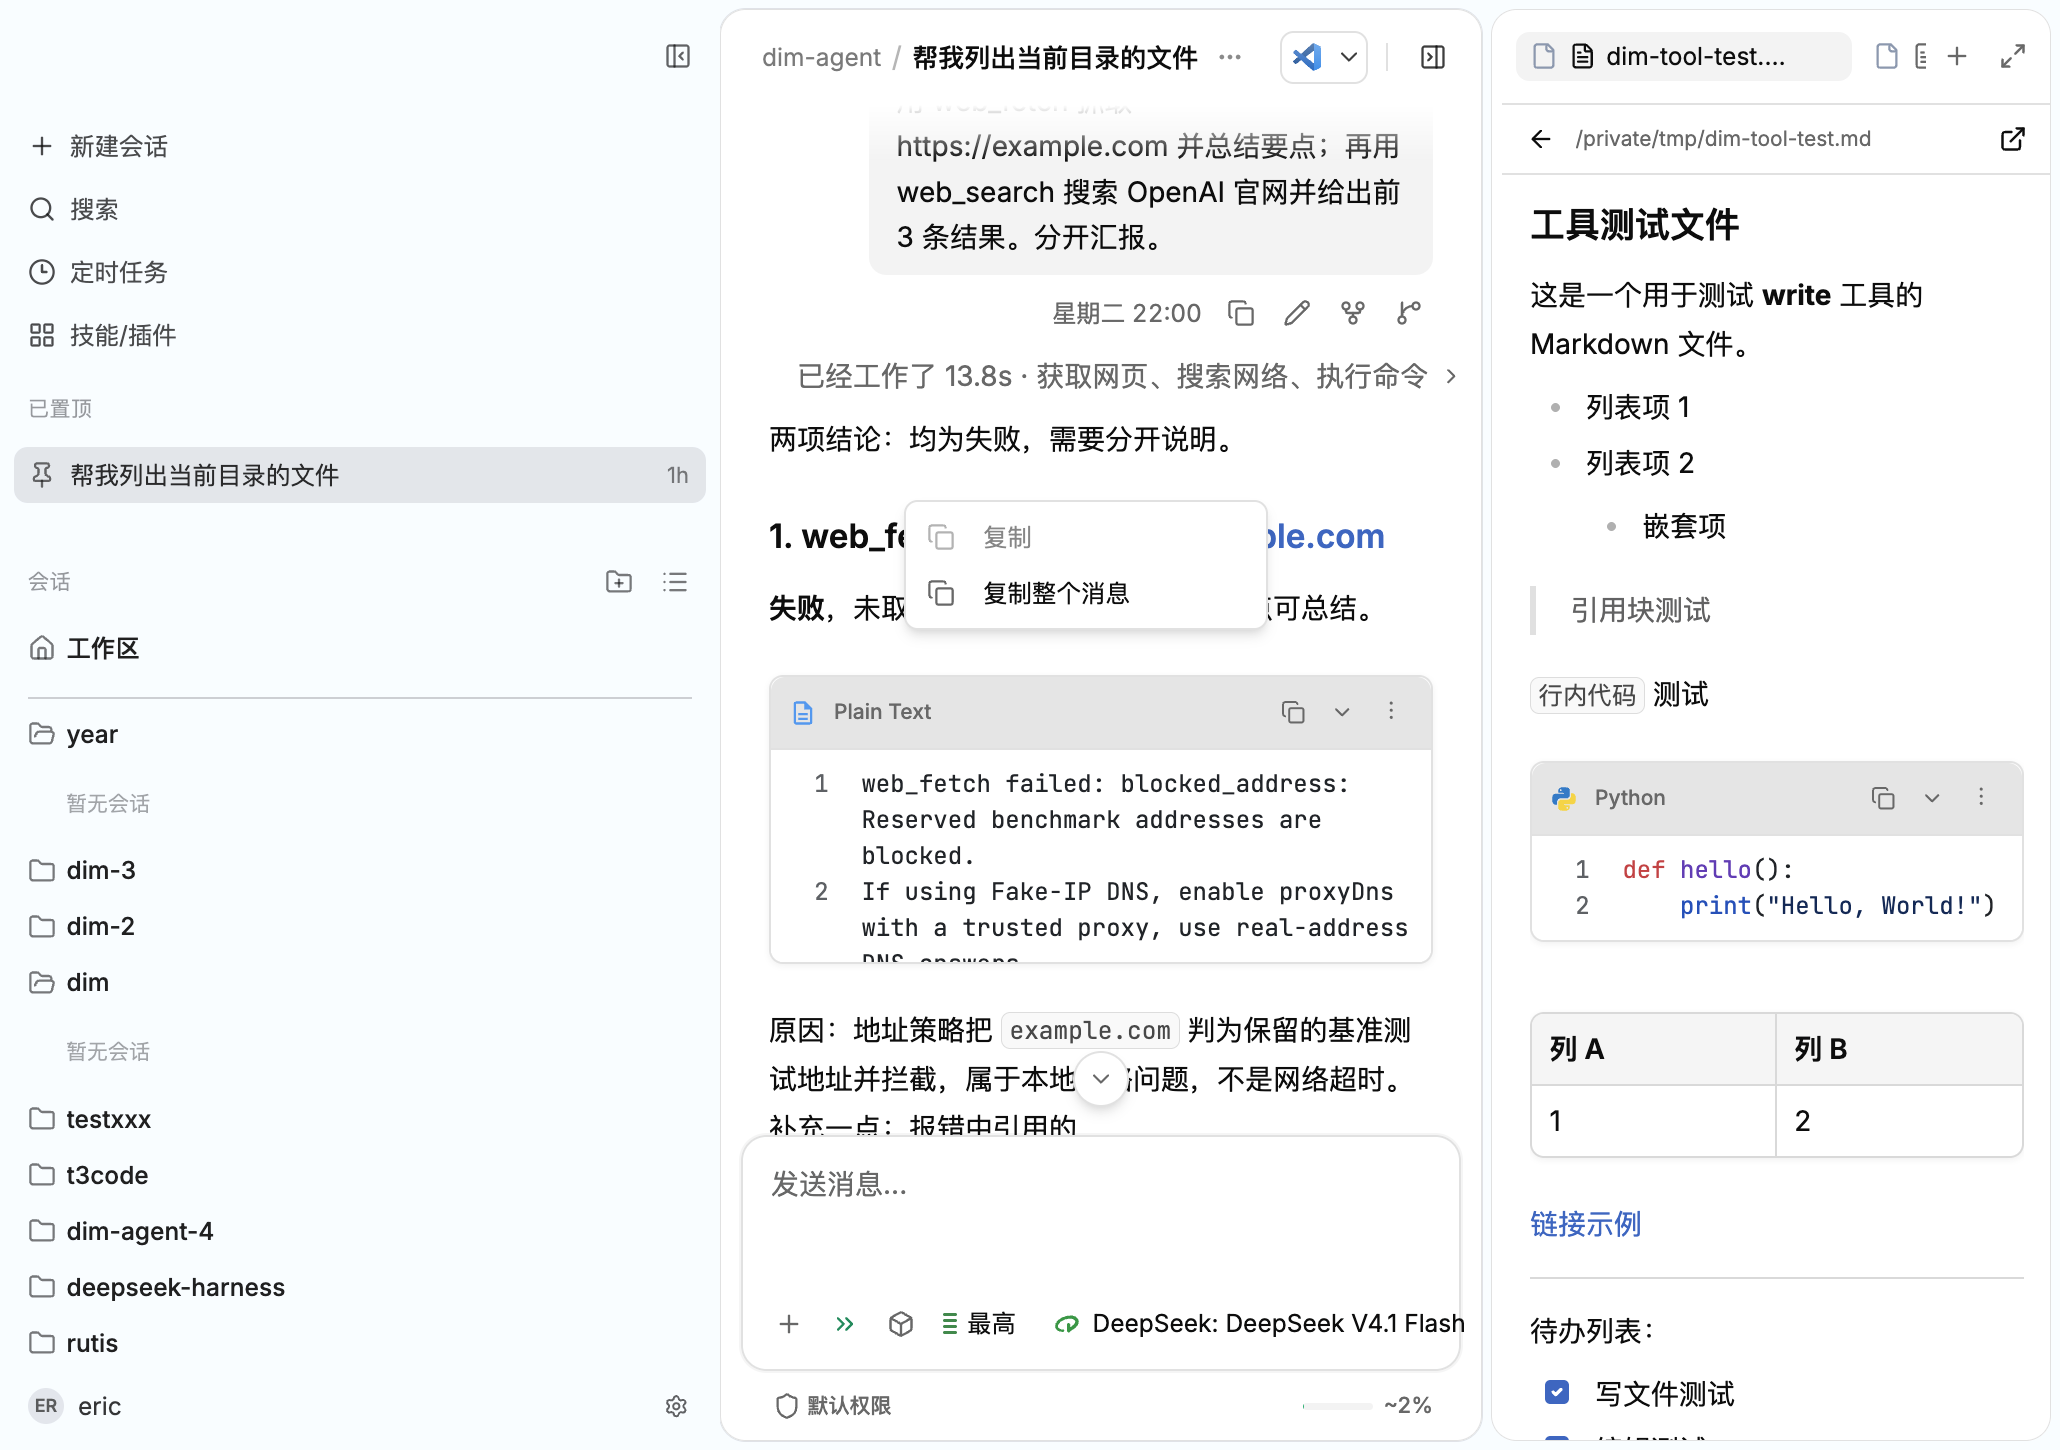 新建会话
搜索
定时任务
技能/插件
已置顶
帮我列出当前目录的文件 1h
会话
工作区
year
暂无会话
dim-3
dim-2
dim
暂无会话
testxxx
t3code
dim-agent-4
deepseek-harness
rutis
ER eric
dim-agent / 帮我列出当前目录的文件
https://example.com 并总结要点；再用
web_search 搜索 OpenAI 官网并给出前
3 条结果。分开汇报。
星期二 22:00
已经工作了 13.8s · 获取网页、搜索网络、执行命令
两项结论：均为失败，需要分开说明。
1. web_fe
le.com
复制
复制整个消息
失败，未取
可总结。
Plain Text
1 web_fetch failed: blocked_address:
Reserved benchmark addresses are
blocked.
2 If using Fake-IP DNS, enable proxyDns
with a trusted proxy, use real-address
DNS answers
原因：地址策略把 example.com 判为保留的基准测
试地址并拦截，属于本地 问题，不是网络超时。
补充一点：报错中引用的
发送消息...
最高 DeepSeek: DeepSeek V4.1 Flash
默认权限 ~2%
dim-tool-test....
/private/tmp/dim-tool-test.md
工具测试文件
这是一个用于测试 write 工具的
Markdown 文件。
列表项 1
列表项 2
嵌套项
引用块测试
行内代码 测试
Python
1 def hello():
2 print("Hello, World!")
列 A 列 B
1 2
链接示例
待办列表：
写文件测试